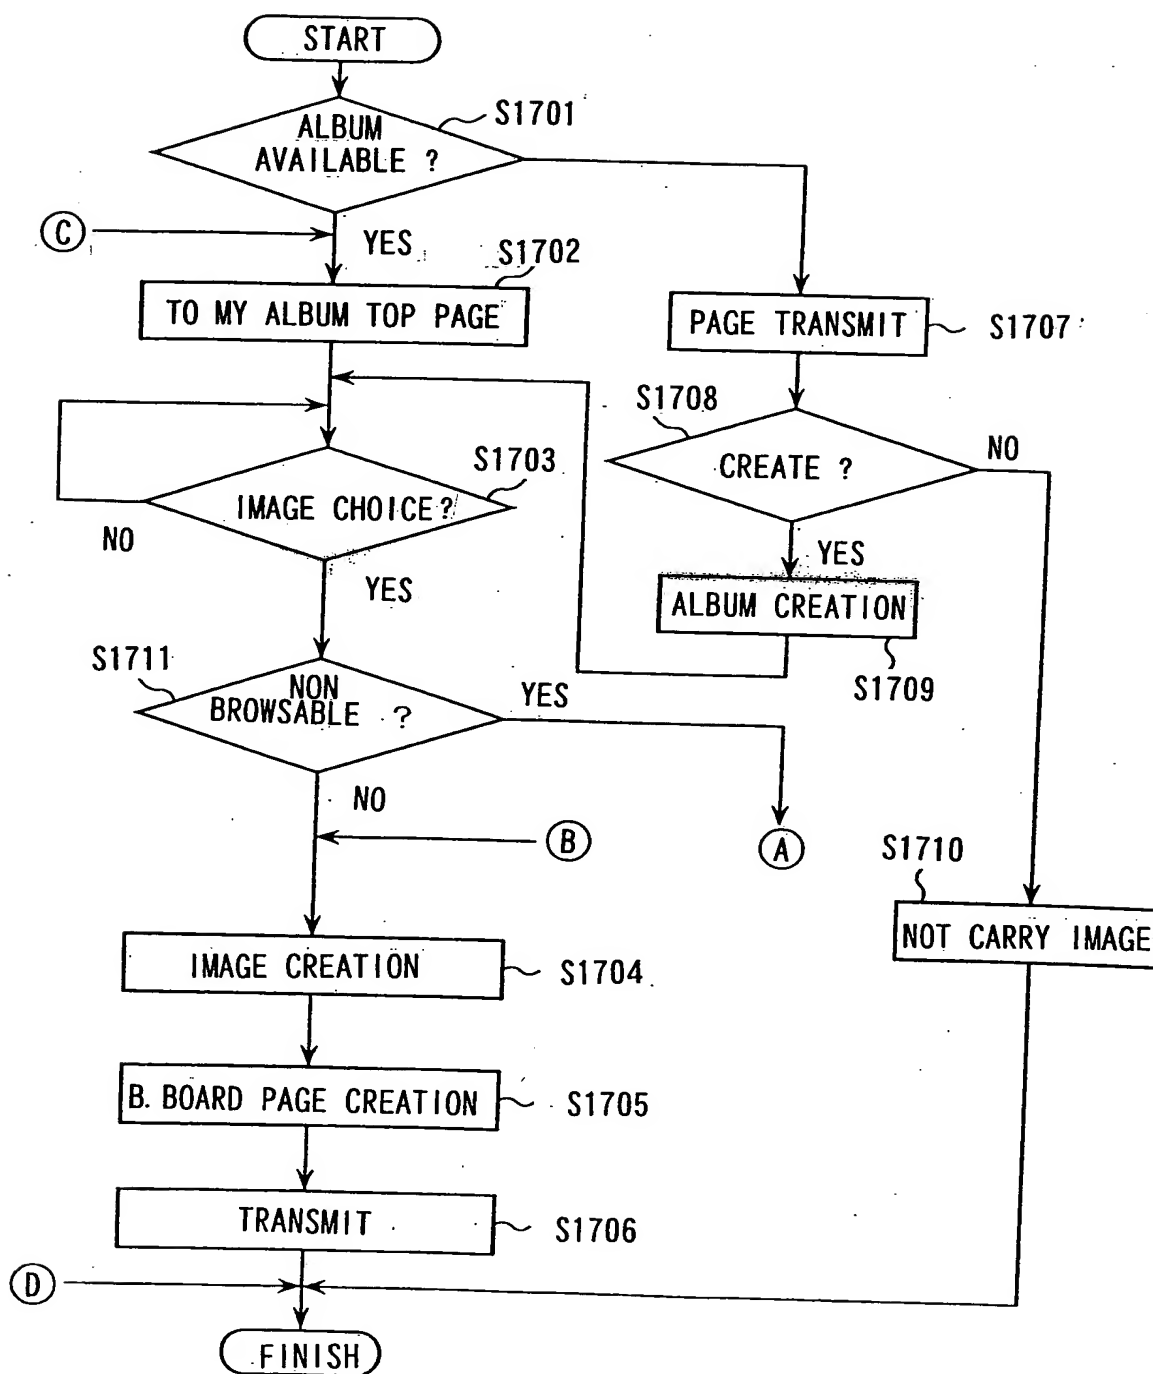 START
S1701
ALBUM
AVAILABLE ?
C
YES
S1702
TO MY ALBUM TOP PAGE
PAGE TRANSMIT
S1707
S1708
CREATE ?
NO
S1703
IMAGE CHOICE?
NO
YES
YES
ALBUM CREATION
S1709
S1711
NON
BROWSABLE ?
YES
NO
B
A
S1710
NOT CARRY IMAGE
IMAGE CREATION
S1704
B. BOARD PAGE CREATION
S1705
TRANSMIT
S1706
D
FINISH